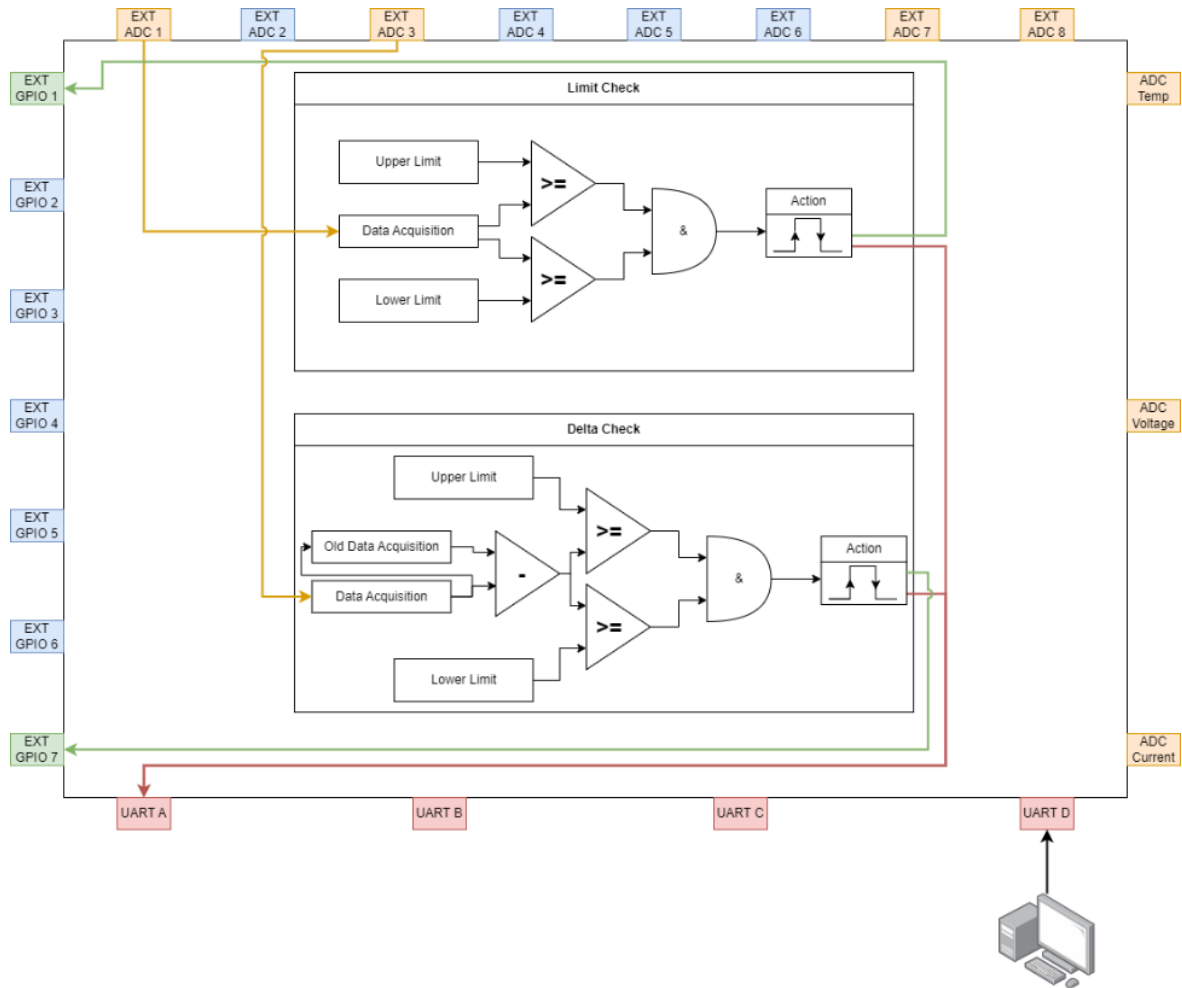 EXT
ADC 1
EXT
ADC 2
EXT
ADC 3
EXT
ADC 4
EXT
ADC 5
EXT
ADC 6
EXT
ADC 7
EXT
ADC 8
EXT
GPIO 1
EXT
GPIO 2
EXT
GPIO 3
EXT
GPIO 4
EXT
GPIO 5
EXT
GPIO 6
EXT
GPIO 7
Limit Check
Upper Limit
Data Acquisition
Lower Limit
>=
>=
&
Action
Delta Check
Upper Limit
Old Data Acquisition
Data Acquisition
Lower Limit
-
>=
>=
&
Action
ADC
Temp
ADC
Voltage
ADC
Current
UART A
UART B
UART C
UART D